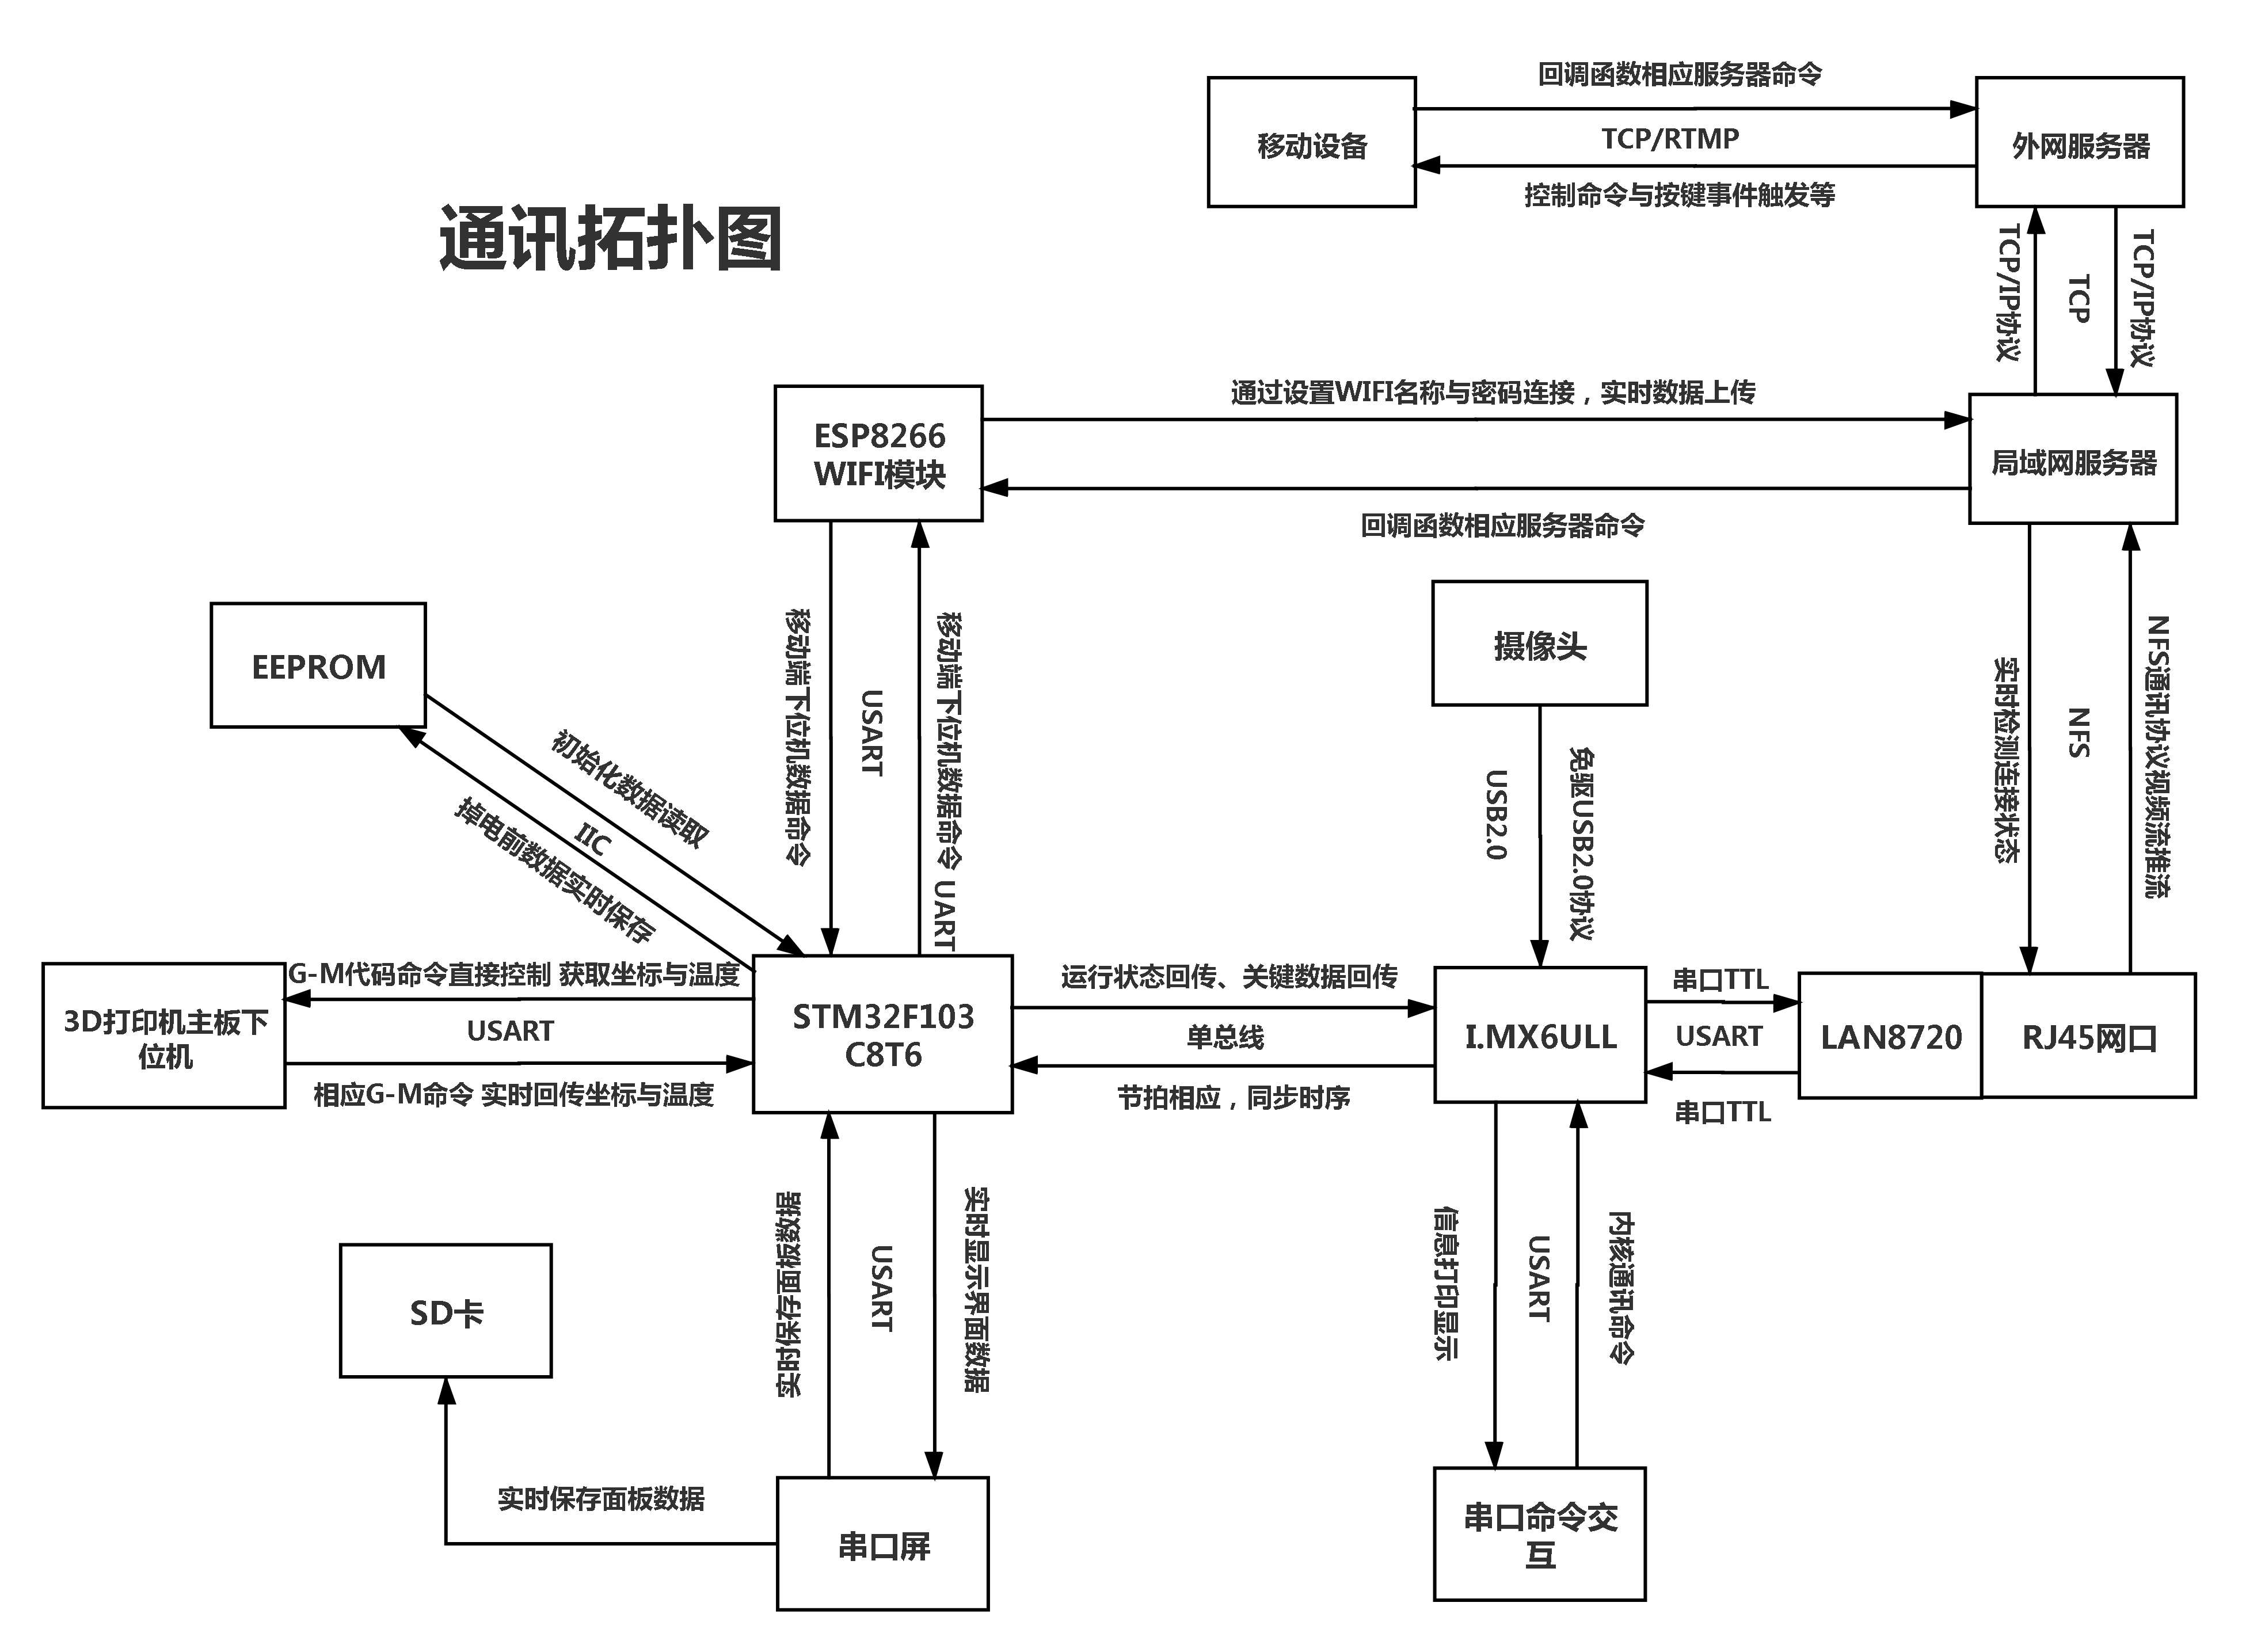 通讯拓扑图
回调函数相应服务器命令
移动设备
TCP/RTMP
外网服务器
控制命令与按键事件触发等
TCP/IP协议
TCP
TCP/IP协议
ESP8266
WIFI模块
通过设置WIFI名称与密码连接，实时数据上传
局域网服务器
回调函数相应服务器命令
EEPROM
初始化数据读取
IIC
掉电前数据实时保存
移动端下位机数据命令
USART
移动端下位机数据命令 UART
摄像头
USB2.0
免驱USB2.0协议
实时检测连接状态
NFS
NFS通讯协议视频流推流
3D打印机主板下
位机
G-M代码命令直接控制 获取坐标与温度
USART
相应G-M命令 实时回传坐标与温度
STM32F103
C8T6
运行状态回传、关键数据回传
单总线
节拍相应，同步时序
I.MX6ULL
串口TTL
USART
串口TTL
LAN8720
RJ45网口
实时保存面板数据
USART
实时显示界面数据
信息打印显示
USART
内核通讯命令
SD卡
实时保存面板数据
串口屏
串口命令交
互